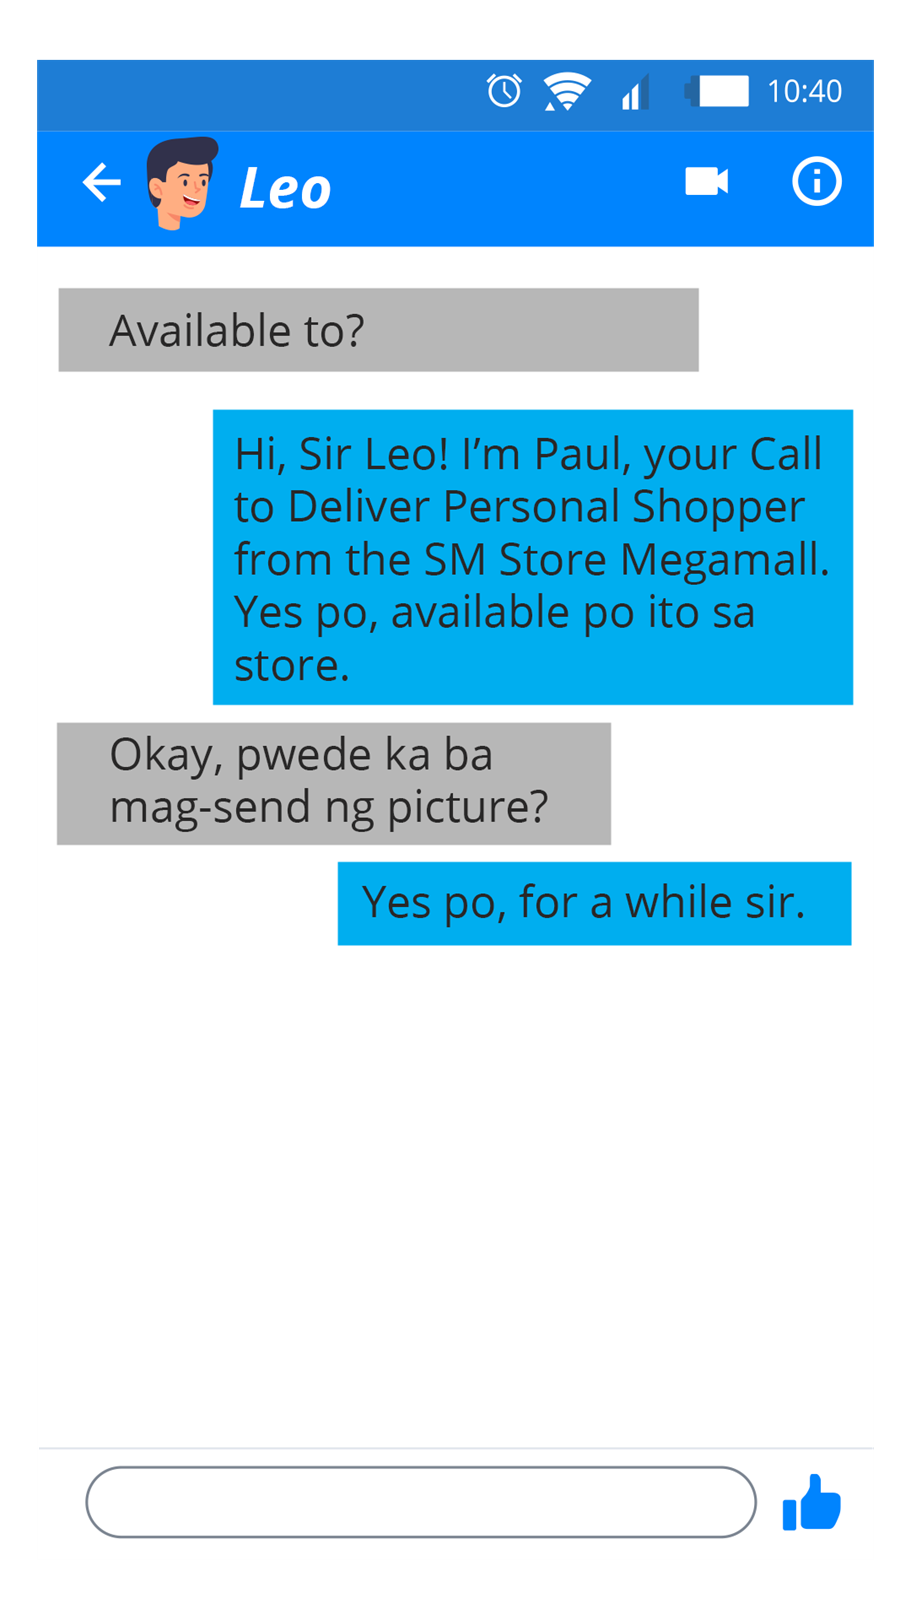 10:40
Leo
Available to?
Hi, Sir Leo! I’m Paul, your Call
to Deliver Personal Shopper
from the SM Store Megamall.
Yes po, available po ito sa
store.
Okay, pwede ka ba
mag-send ng picture?
Yes po, for a while sir.